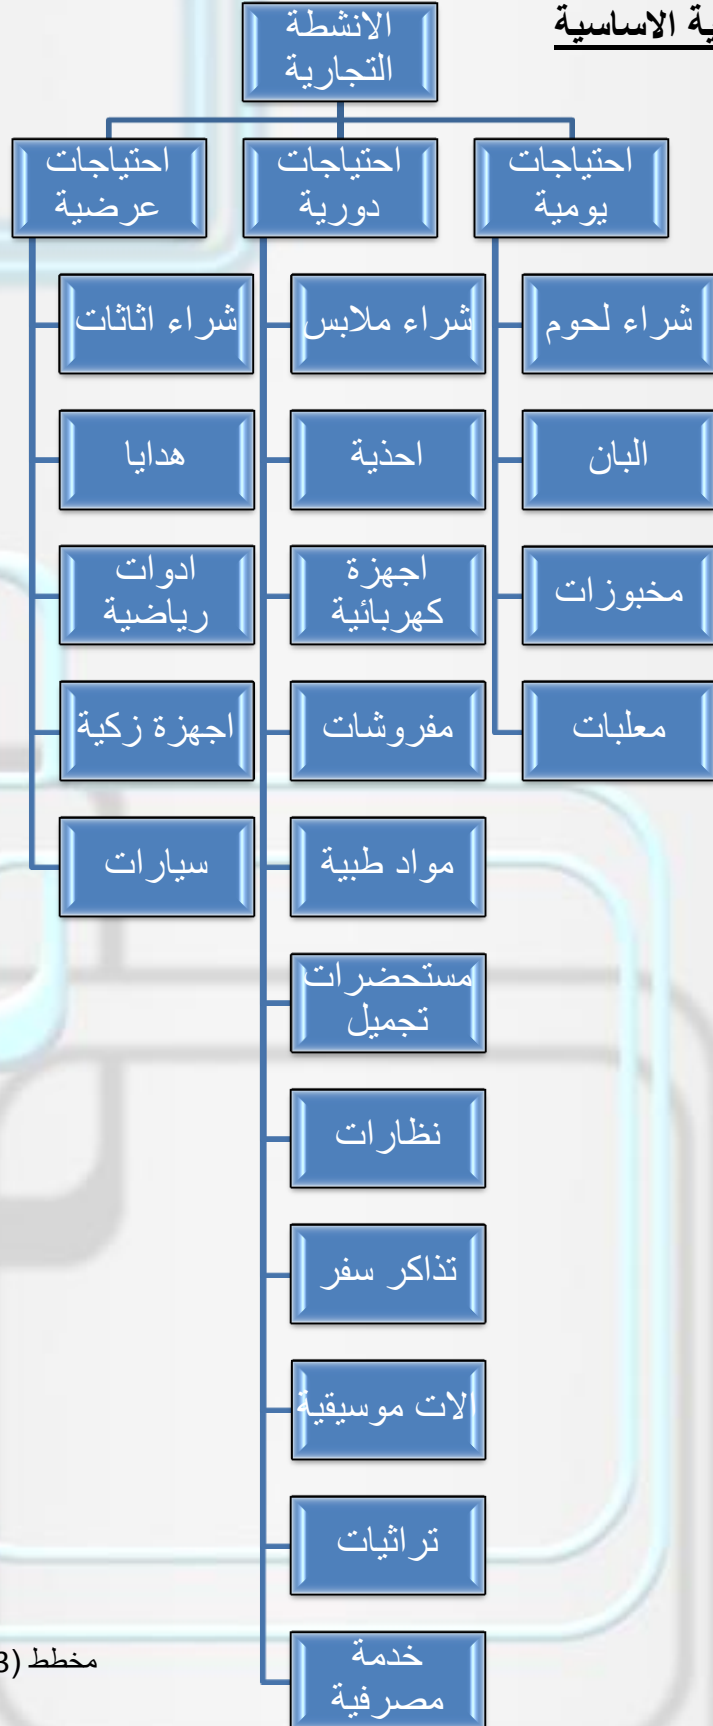 ية الاساسية
الانشطة
التجارية
احتياجات
يومية
شراء لحوم
البان
مخبوزات
معلبات
احتياجات
دورية
شراء ملابس
احذية
اجهزة
كهربائية
مفروشات
مواد طبية
مستحضرات
تجميل
نظارات
تذاكر سفر
الات موسيقية
تراثيات
خدمة
مصرفية
احتياجات
عرضية
شراء اثاثات
هدايا
ادوات
رياضية
اجهزة زكية
سيارات
مخطط (3